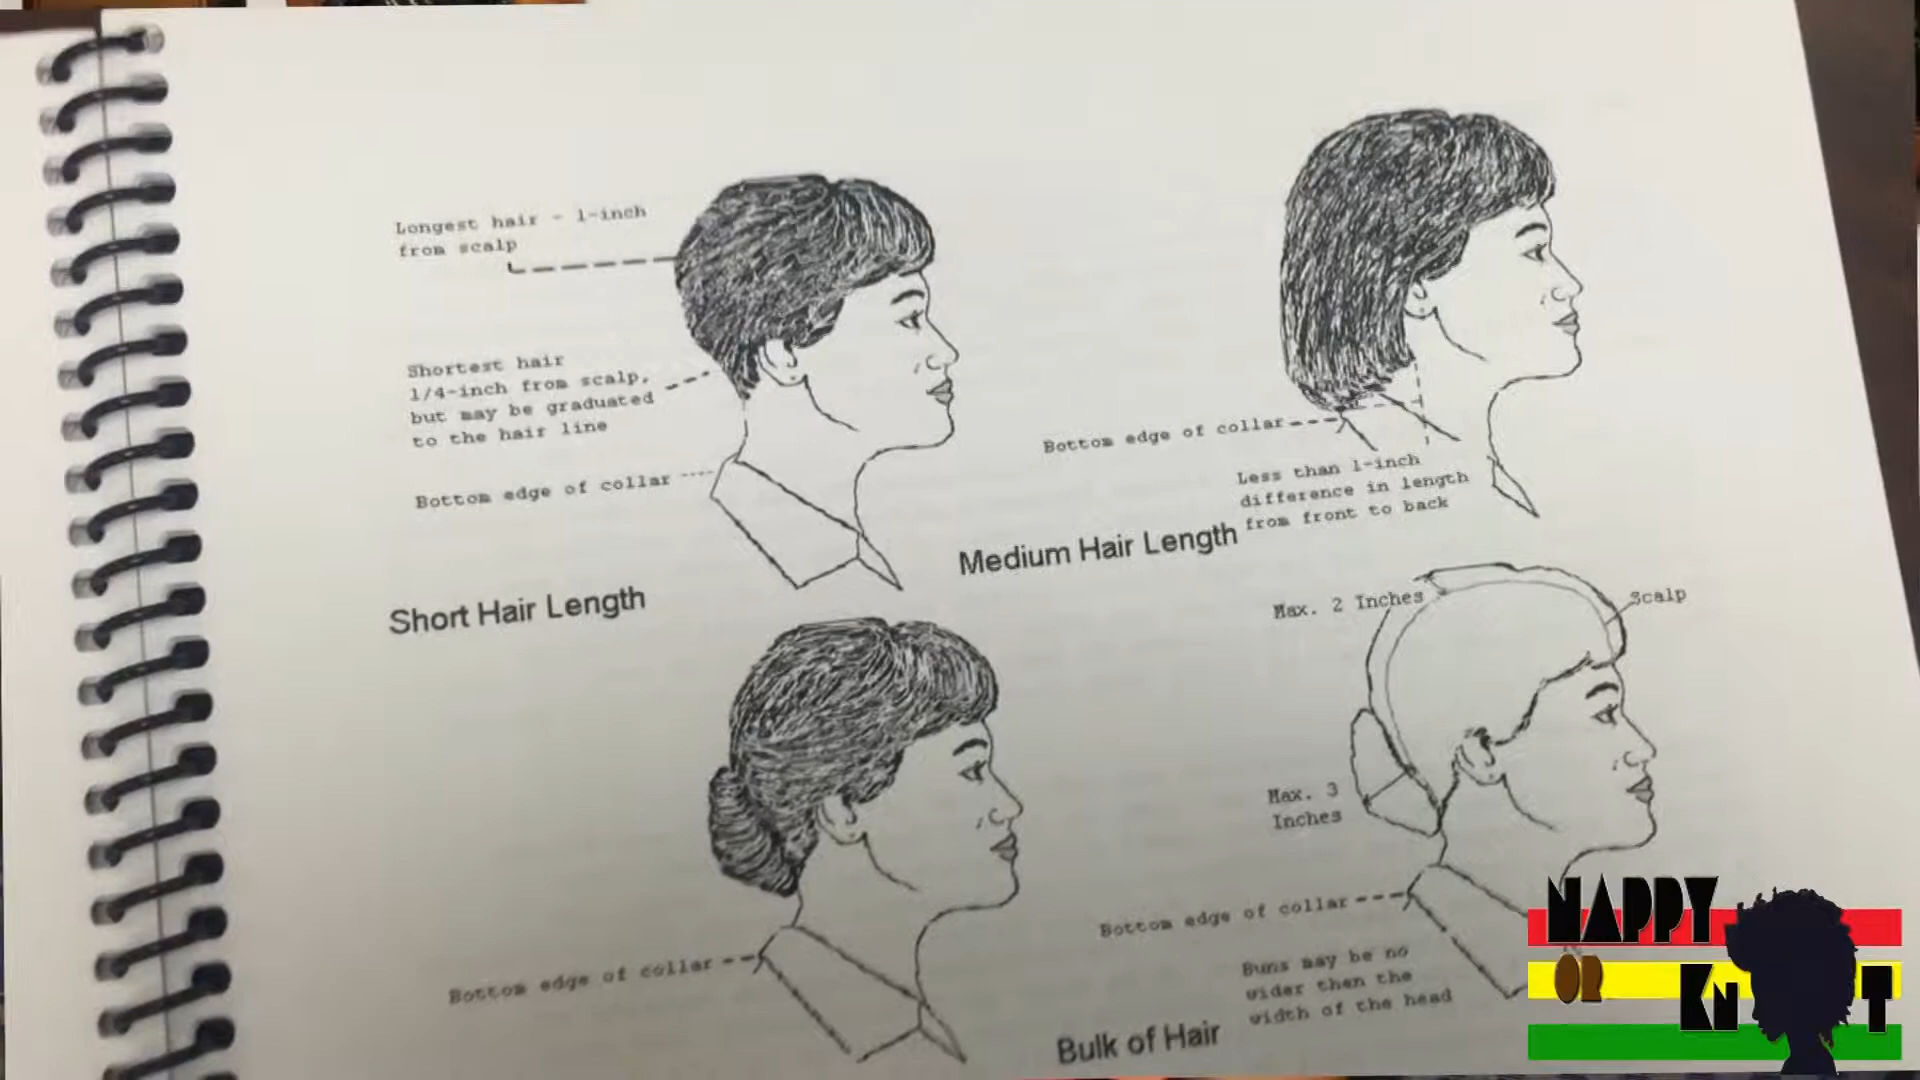 Longest hair - 1-inch
from scalp
Shortest hair
1/4-inch from scalp,
but may be graduated
to the hair line
Bottom edge of collar
Short Hair Length
Bottom edge of collar
Less than 1-inch
difference in length
from front to back
Medium Hair Length
Bottom edge of collar
Max. 2 Inches
Scalp
Max. 3
Inches
Bottom edge of collar
Buns may be no
wider then the
width of the head
Bulk of Hair
NAPPY
OR
KN T